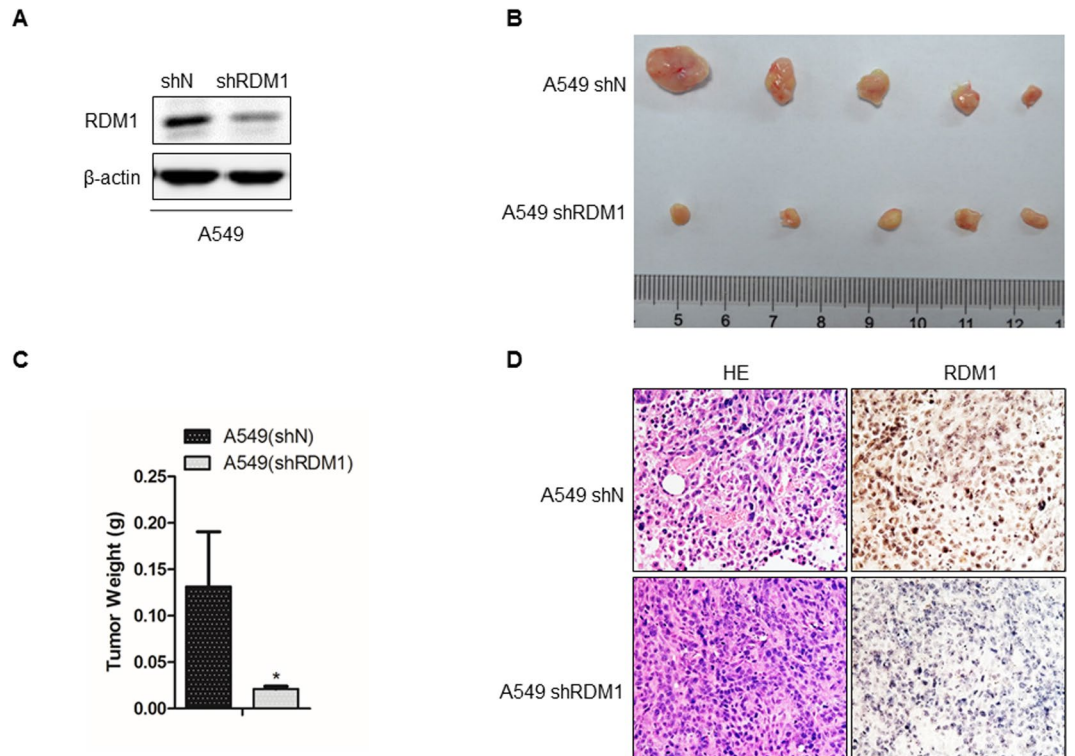 A
shN shRDM1
RDM1
β-actin
A549
B
A549 shN
A549 shRDM1
5 6 7 8 9 10 11 12
C
A549(shN)
A549(shRDM1)
Tumor Weight (g)
0.25
0.20
0.15
0.10
0.05
0.00
*
D
HE RDM1
A549 shN
A549 shRDM1